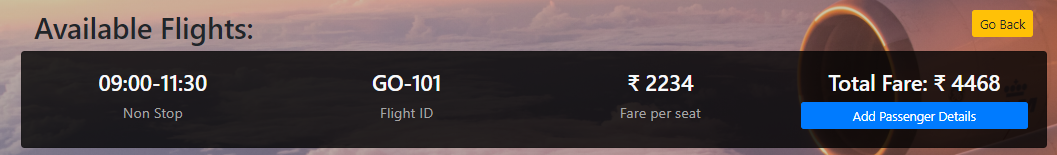 Available Flights:
Go Back
09:00-11:30
Non Stop
GO-101
Flight ID
₹ 2234
Fare per seat
Total Fare: ₹ 4468
Add Passenger Details